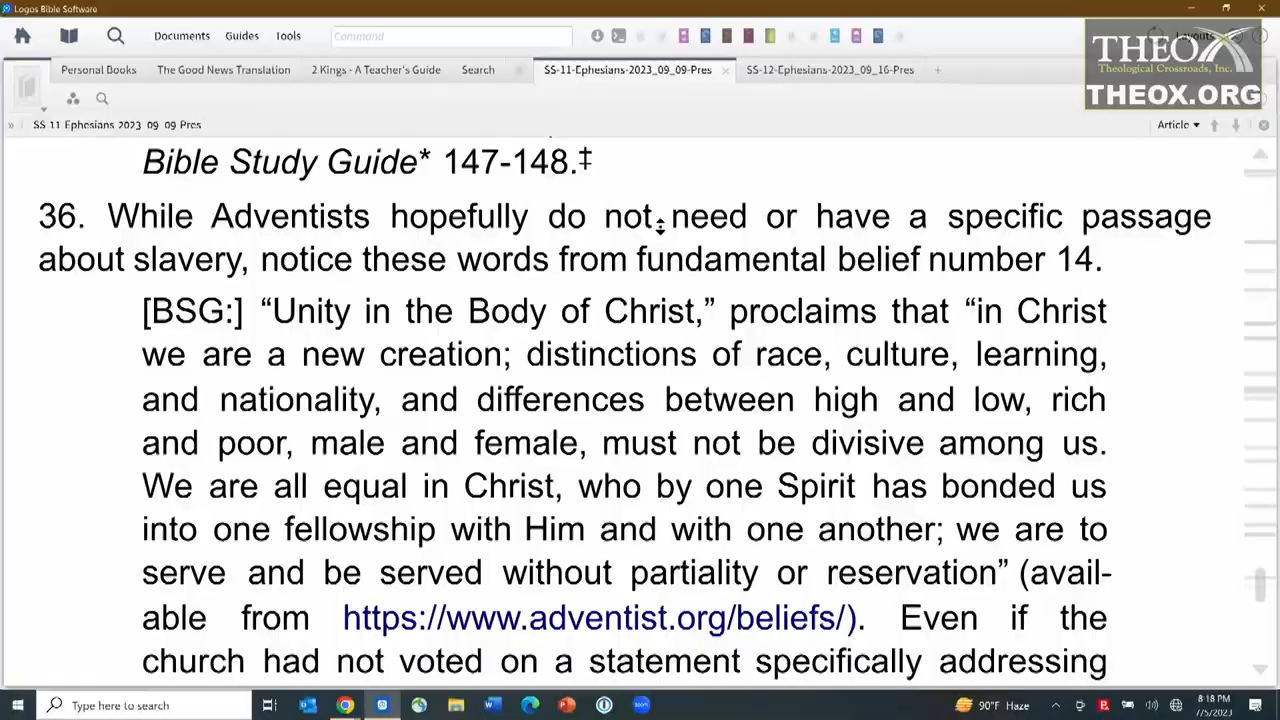 Logos Bible Software
Documents Guides Tools Command Layouts
THEOX
Theological Crossroads, Inc.
THEOX.ORG
Personal Books The Good News Translation 2 Kings - A Teacher's Guide Search SS-11-Ephesians-2023_09_09-Pres SS-12-Ephesians-2023_09_16-Pres
SS-11-Ephesians-2023_09_09-Pres Article
Bible Study Guide* 147-148.‡
36. While Adventists hopefully do not need or have a specific passage
about slavery, notice these words from fundamental belief number 14.
[BSG:] “Unity in the Body of Christ,” proclaims that “in Christ
we are a new creation; distinctions of race, culture, learning,
and nationality, and differences between high and low, rich
and poor, male and female, must not be divisive among us.
We are all equal in Christ, who by one Spirit has bonded us
into one fellowship with Him and with one another; we are to
serve and be served without partiality or reservation” (avail-
able from https://www.adventist.org/beliefs/). Even if the
church had not voted on a statement specifically addressing
Type here to search 90°F Haze 8:18 PM
7/5/2023